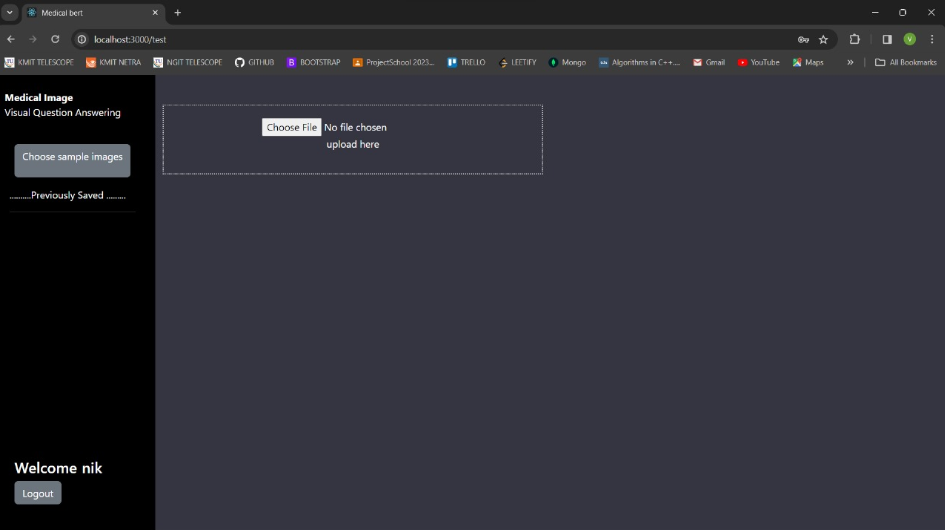 Medical bert
localhost:3000/test
KMIT TELESCOPE KMIT NETRA NGIT TELESCOPE GITHUB BOOTSTRAP ProjectSchool 2023... TRELLO LEETIFY Mongo Algorithms in C++.... Gmail YouTube Maps » All Bookmarks
Medical Image
Visual Question Answering
Choose sample images
..........Previously Saved .........
Choose File No file chosen
upload here
Welcome nik
Logout